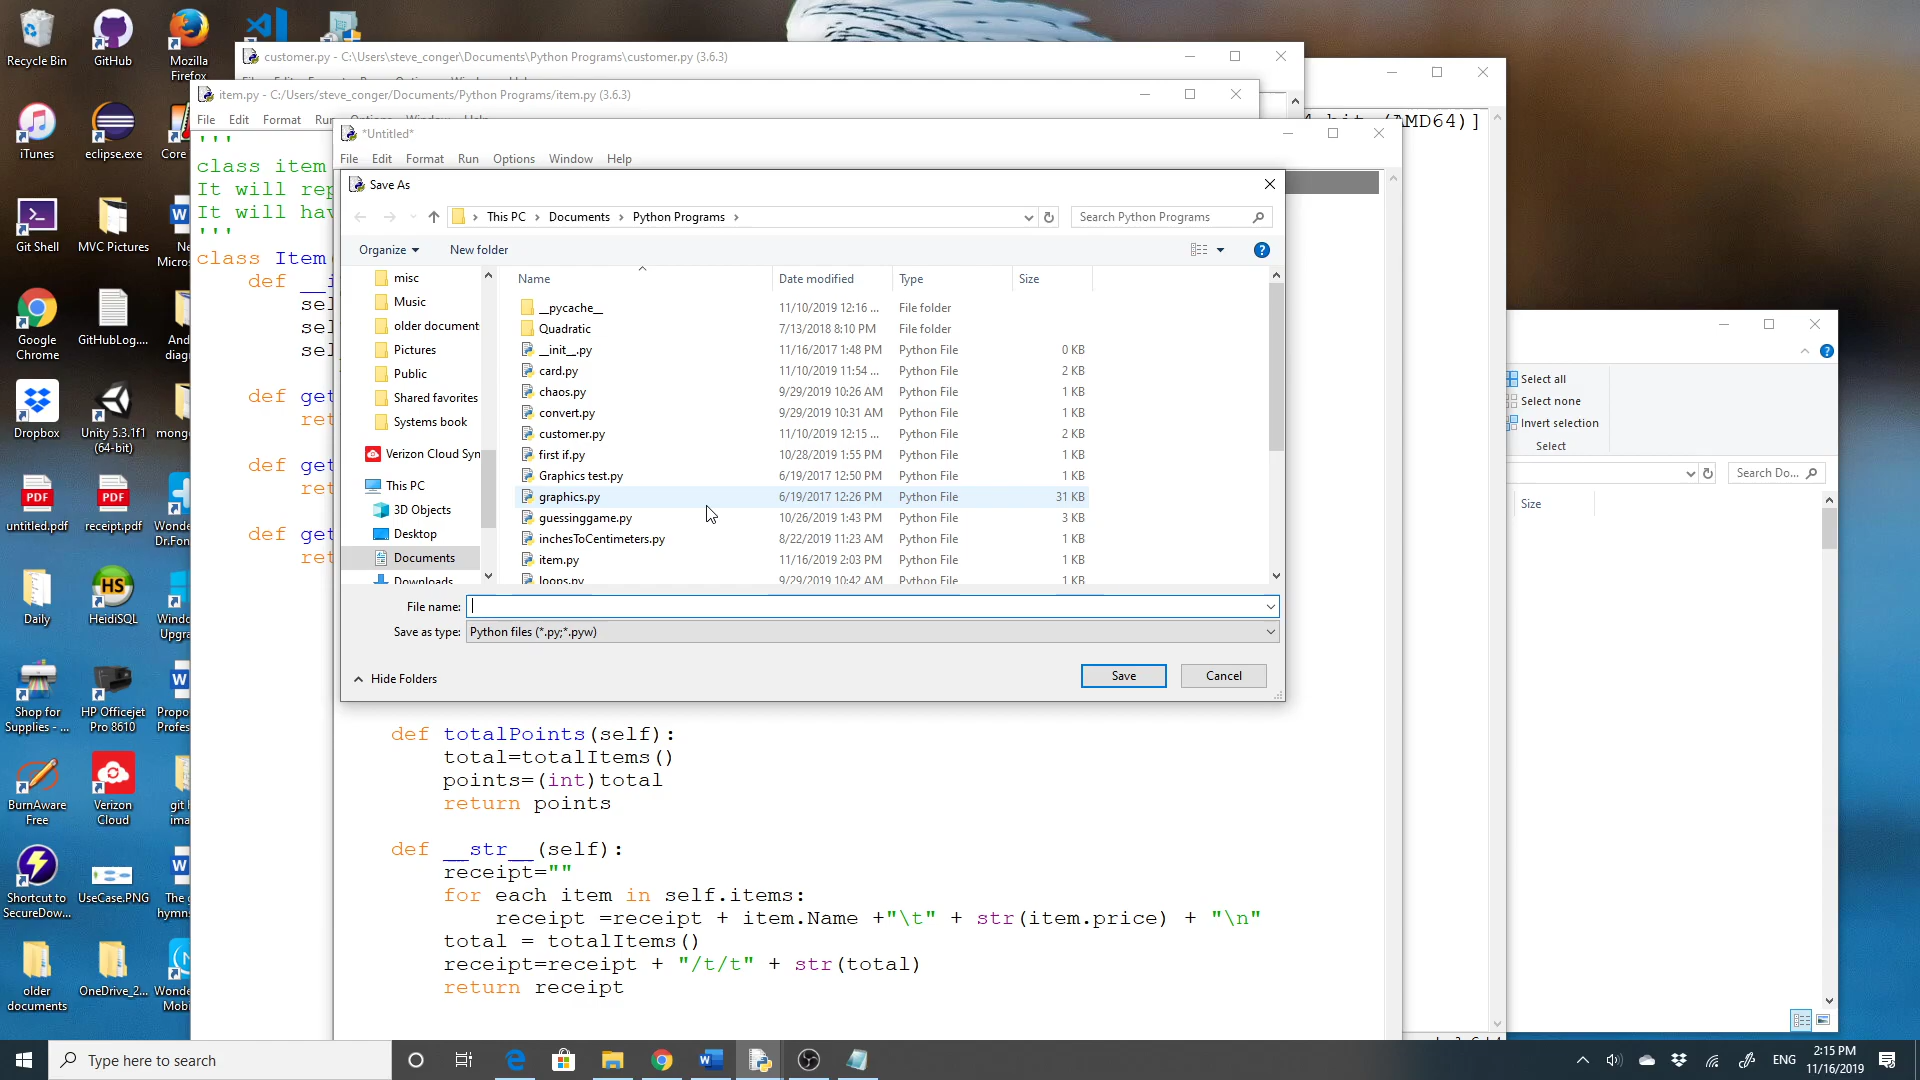 Recycle Bin
GitHub
Mozilla
Firefox
customer.py - C:\Users\steve_conger\Documents\Python Programs\customer.py (3.6.3)
item.py - C:/Users/steve_conger/Documents/Python Programs/item.py (3.6.3)
File Edit Format
*Untitled*
File Edit Format Run Options Window Help
(AMD64)]
iTunes
eclipse.exe
Core
Git Shell
MVC Pictures
Google
Chrome
GitHubLog....
Dropbox
Unity 5.3.1f1
(64-bit)
untitled.pdf
receipt.pdf
Daily
HeidiSQL
Shop for
Supplies - ...
HP Officejet
Pro 8610
BurnAware
Free
Verizon
Cloud
Shortcut to
SecureDow...
UseCase.PNG
older
documents
OneDrive_2...
'''
class item
It will
It will
'''
class Item
def
def
def
def
Save As
This PC > Documents > Python Programs >
Search Python Programs
Organize
New folder
misc
Music
older document
Pictures
Public
Shared favorites
Systems book
Verizon Cloud Syn
This PC
3D Objects
Desktop
Documents
Downloads
Name Date modified Type Size
__pycache__ 11/10/2019 12:16 ... File folder
Quadratic 7/13/2018 8:10 PM File folder
__init__.py 11/16/2017 1:48 PM Python File 0 KB
card.py 11/10/2019 11:54 ... Python File 2 KB
chaos.py 9/29/2019 10:26 AM Python File 1 KB
convert.py 9/29/2019 10:31 AM Python File 1 KB
customer.py 11/10/2019 12:15 ... Python File 2 KB
first if.py 10/28/2019 1:55 PM Python File 1 KB
Graphics test.py 6/19/2017 12:50 PM Python File 1 KB
graphics.py 6/19/2017 12:26 PM Python File 31 KB
guessinggame.py 10/26/2019 1:43 PM Python File 3 KB
inchesToCentimeters.py 8/22/2019 11:23 AM Python File 1 KB
item.py 11/16/2019 2:03 PM Python File 1 KB
loops.py 9/29/2019 10:42 AM Python File 1 KB
File name:
Save as type: Python files (*.py;*.pyw)
Hide Folders
Save
Cancel
def totalPoints(self):
total=totalItems()
points=(int)total
return points
def __str__(self):
receipt=""
for each item in self.items:
receipt =receipt + item.Name +"\t" + str(item.price) + "\n"
total = totalItems()
receipt=receipt + "/t/t" + str(total)
return receipt
Select all
Select none
Invert selection
Select
Search Do...
Size
Type here to search
ENG
2:15 PM
11/16/2019